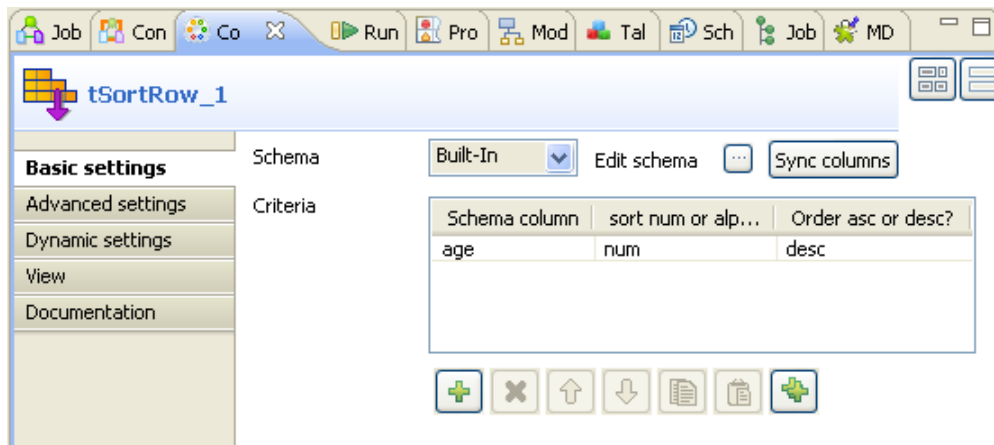 Job Con Co Run Pro Mod Tal Sch Job MD
tSortRow_1
Basic settings
Advanced settings
Dynamic settings
View
Documentation
Schema Built-In Edit schema ... Sync columns
Criteria
Schema column sort num or alp... Order asc or desc?
age num desc